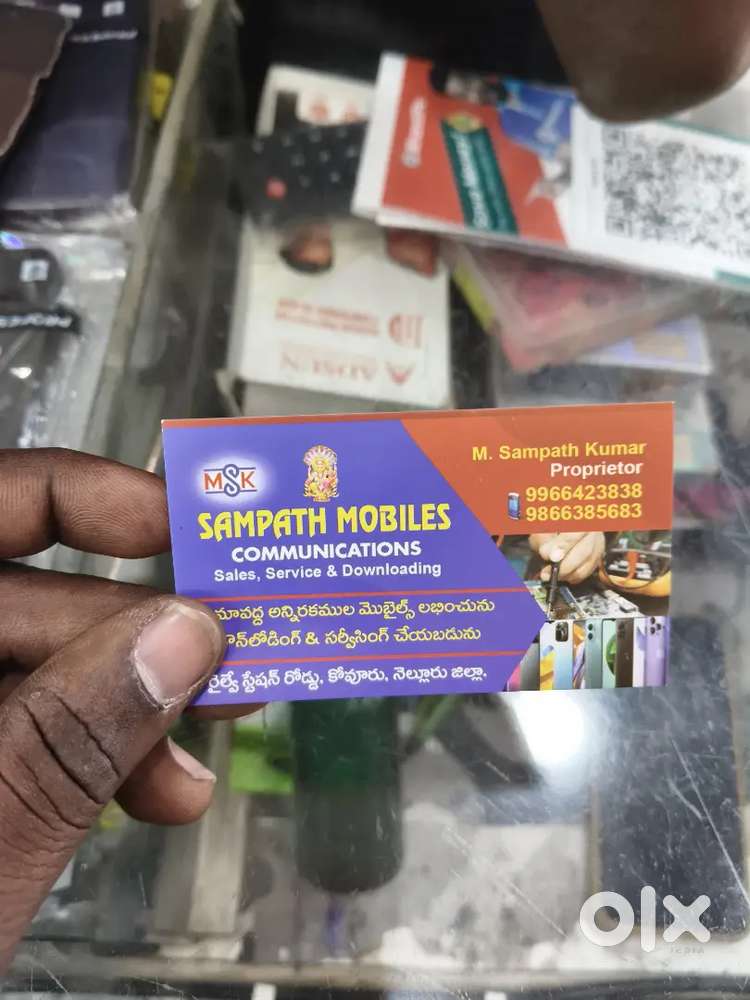 MSK
SAMPATH MOBILES
COMMUNICATIONS
Sales, Service & Downloading
M. Sampath Kumar
Proprietor
9966423838
9866385683
మావద్ద అన్నిరకముల మొబైల్స్ లభించును
& సర్వీసింగ్ చేయబడును
రైల్వే స్టేషన్ రోడ్డు, కోవూరు, నెల్లూరు జిల్లా.
olx
INDIA